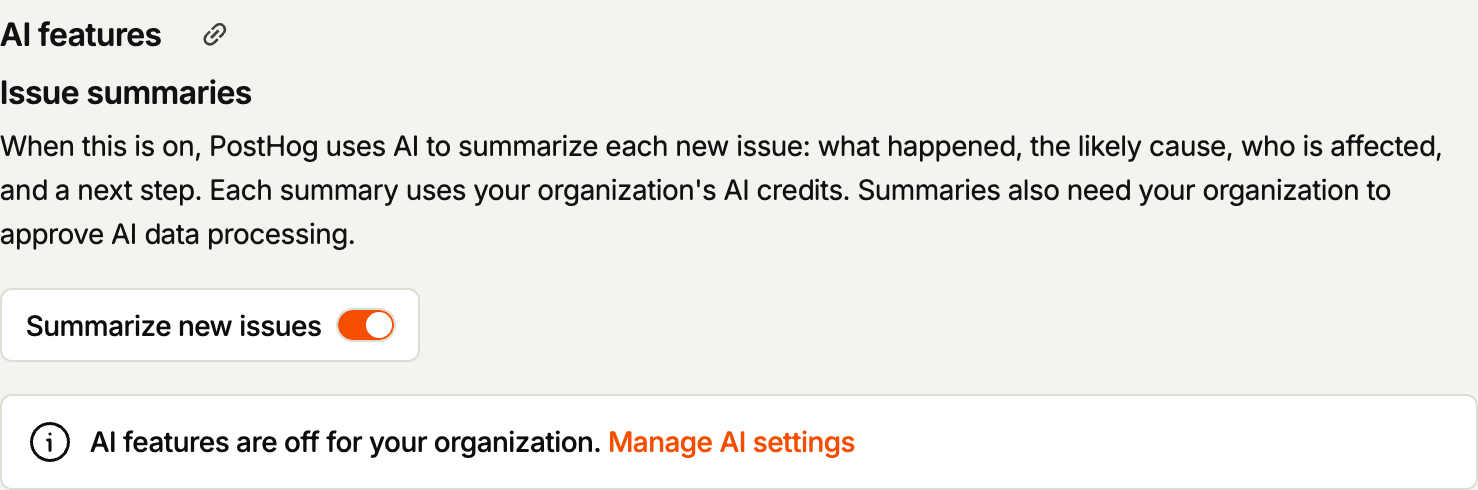 AI features
Issue summaries
When this is on, PostHog uses AI to summarize each new issue: what happened, the likely cause, who is affected,
and a next step. Each summary uses your organization's AI credits. Summaries also need your organization to
approve AI data processing.
Summarize new issues
AI features are off for your organization. Manage AI settings